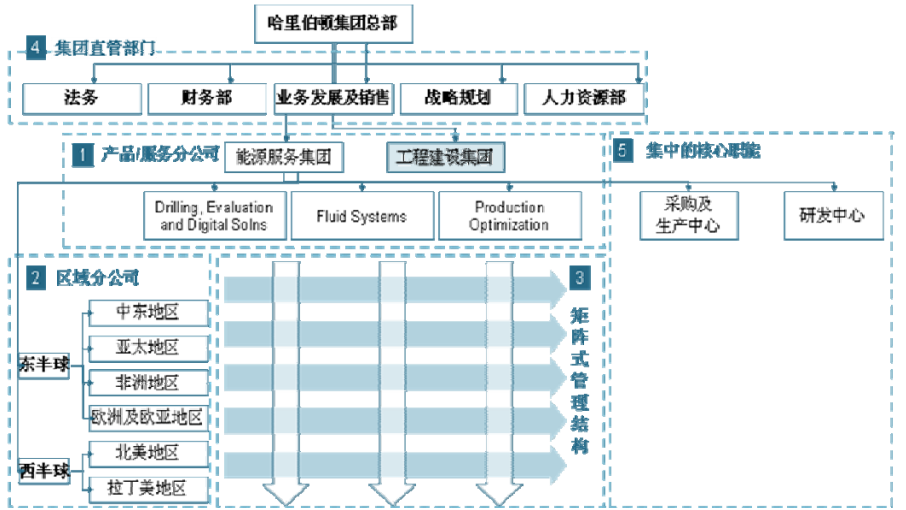 哈里伯顿集团总部
4 集团直管部门
法务
财务部
业务发展及销售
战略规划
人力资源部
1 产品/服务分公司
能源服务集团
工程建设集团
5 集中的核心职能
Drilling, Evaluation
and Digital Solns
Fluid Systems
Production
Optimization
采购及
生产中心
研发中心
2 区域分公司
3
矩阵式管理结构
东半球
中东地区
亚太地区
非洲地区
欧洲及欧亚地区
西半球
北美地区
拉丁美地区